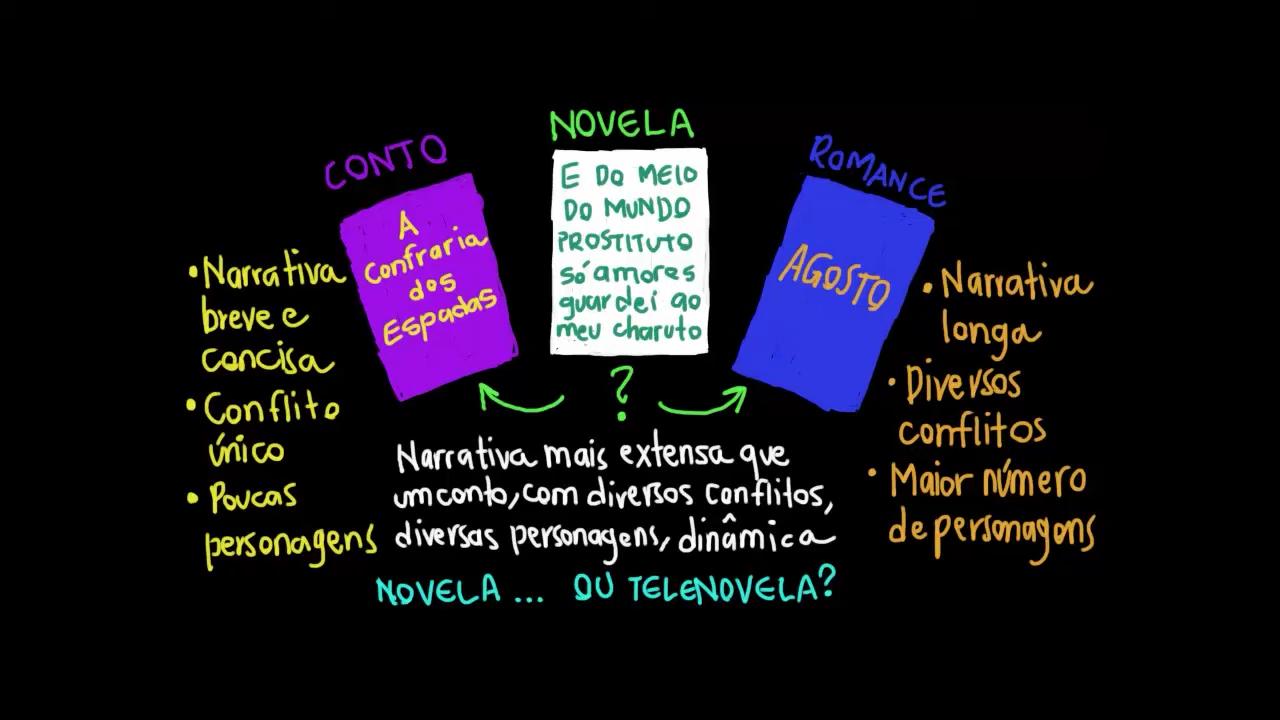 CONTO
A
Confraria
dos
Espadas
• Narrativa
breve e
concisa
• Conflito
único
• Poucas
personagens
NOVELA
E DO MEIO
DO MUNDO
PROSTITUTO
só amores
guardei ao
meu charuto
?
Narrativa mais extensa que
um conto, com diversos conflitos,
diversas personagens, dinâmica
NOVELA ... OU TELENOVELA?
ROMANCE
AGOSTO
• Narrativa
longa
• Diversos
conflitos
• Maior número
de personagens